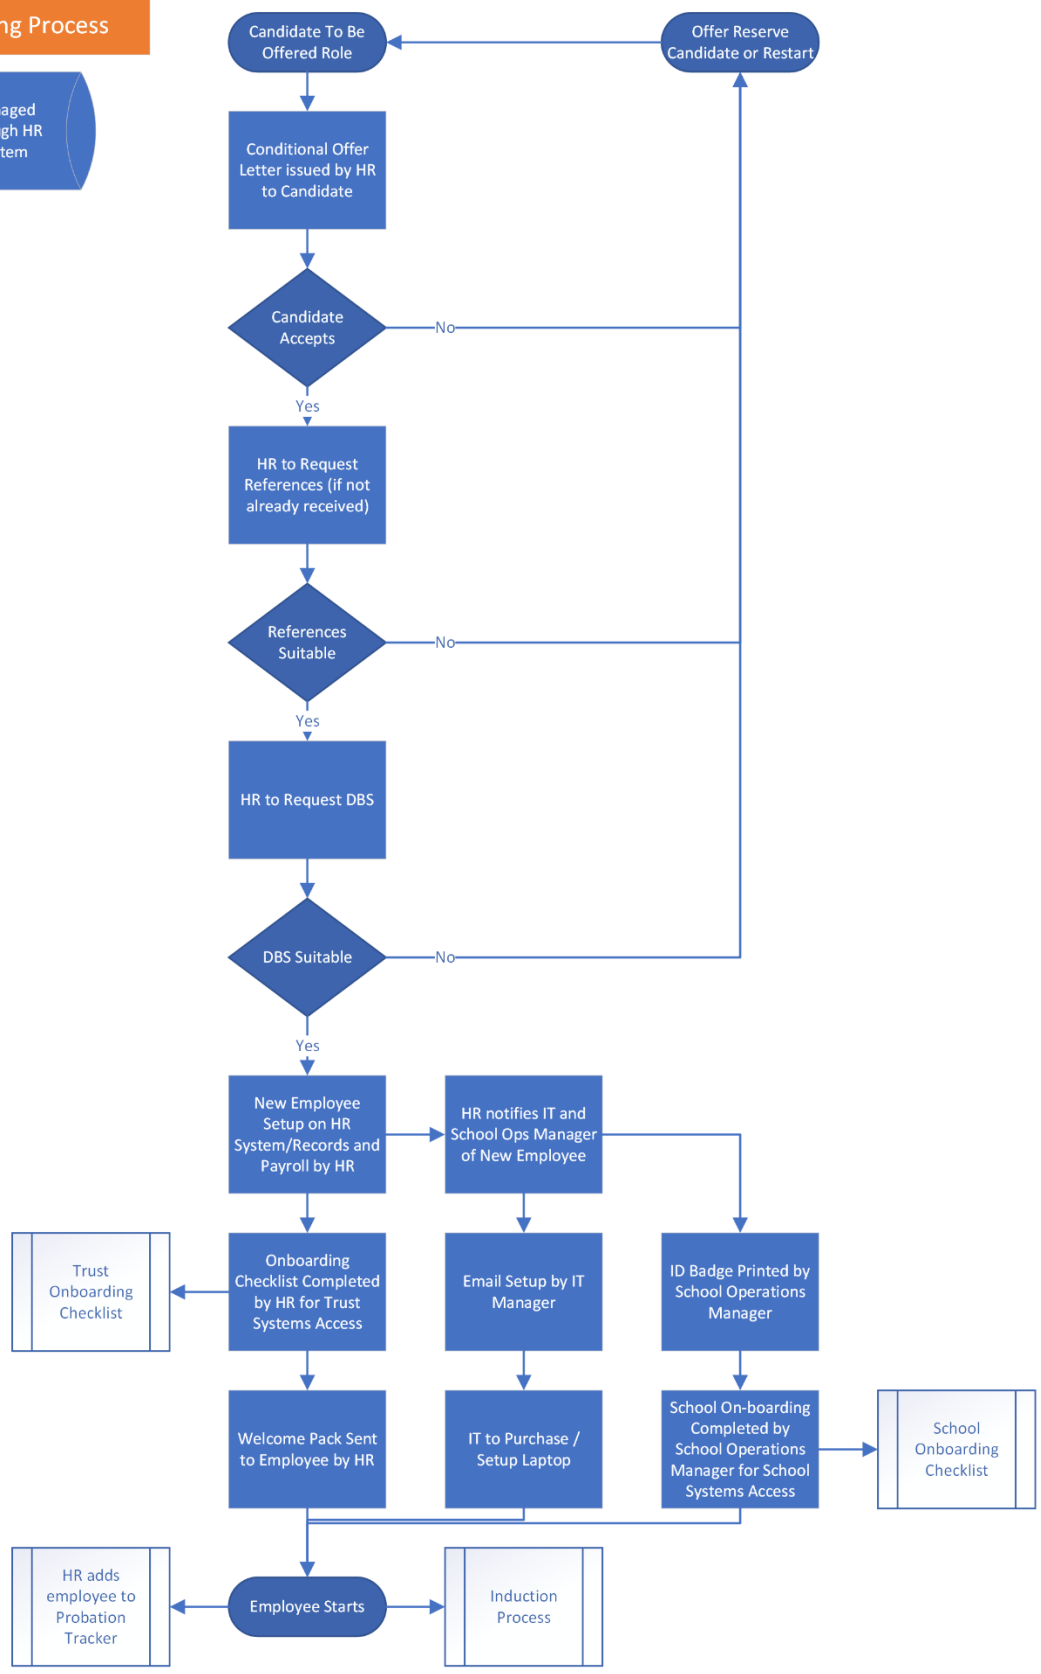 ng Process
aged
gh HR
tem
Candidate To Be
Offered Role
Offer Reserve
Candidate or Restart
Conditional Offer
Letter issued by HR
to Candidate
Candidate
Accepts
No
Yes
HR to Request
References (if not
already received)
References
Suitable
No
Yes
HR to Request DBS
DBS Suitable
No
Yes
New Employee
Setup on HR
System/Records and
Payroll by HR
HR notifies IT and
School Ops Manager
of New Employee
Trust
Onboarding
Checklist
Onboarding
Checklist Completed
by HR for Trust
Systems Access
Email Setup by IT
Manager
ID Badge Printed by
School Operations
Manager
Welcome Pack Sent
to Employee by HR
IT to Purchase /
Setup Laptop
School On-boarding
Completed by
School Operations
Manager for School
Systems Access
School
Onboarding
Checklist
HR adds
employee to
Probation
Tracker
Employee Starts
Induction
Process